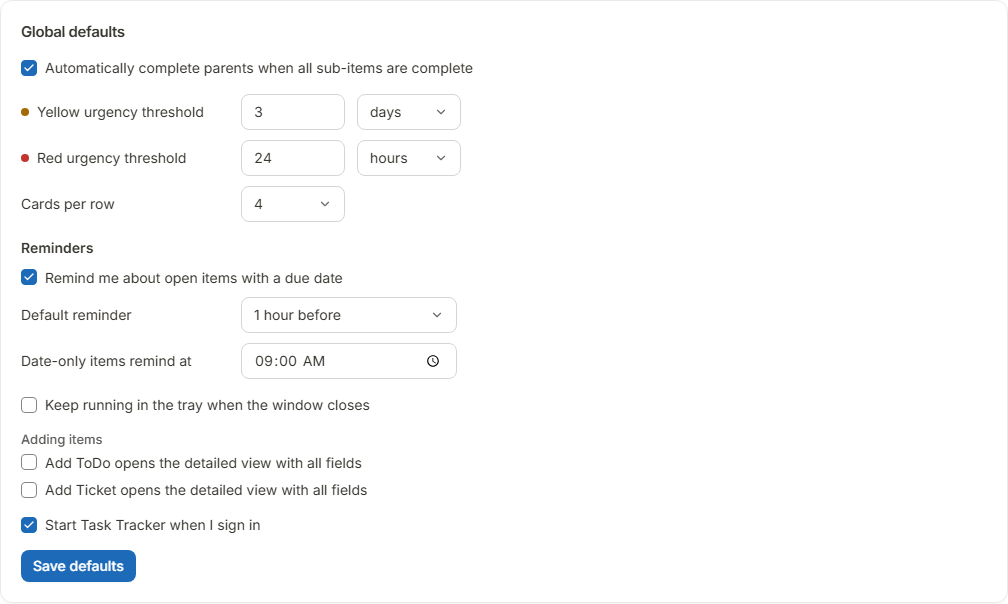 Global defaults
Automatically complete parents when all sub-items are complete
Yellow urgency threshold 3 days
Red urgency threshold 24 hours
Cards per row 4
Reminders
Remind me about open items with a due date
Default reminder 1 hour before
Date-only items remind at 09:00 AM
Keep running in the tray when the window closes
Adding items
Add ToDo opens the detailed view with all fields
Add Ticket opens the detailed view with all fields
Start Task Tracker when I sign in
Save defaults